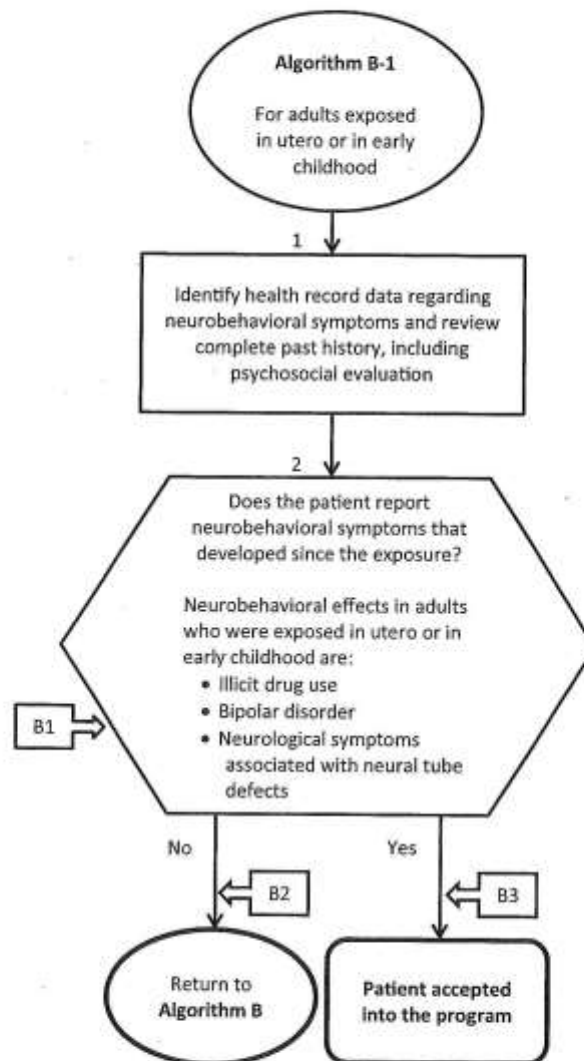 Algorithm B-1
For adults exposed
in utero or in early
childhood
1
Identify health record data regarding
neurobehavioral symptoms and review
complete past history, including
psychosocial evaluation
2
Does the patient report
neurobehavioral symptoms that
developed since the exposure?
Neurobehavioral effects in adults
who were exposed in utero or in
early childhood are:
• Illicit drug use
• Bipolar disorder
• Neurological symptoms
associated with neural tube
defects
B1
No
Yes
B2
B3
Return to
Algorithm B
Patient accepted
into the program